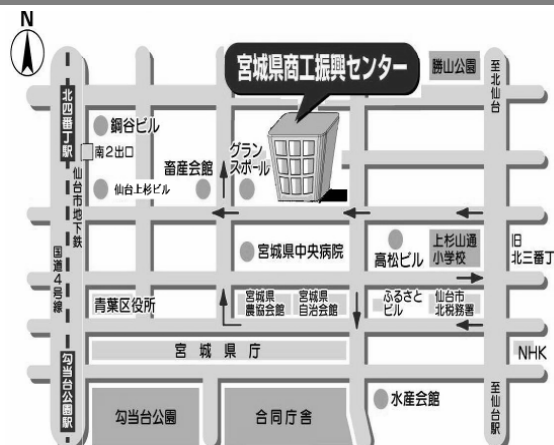 N
宮城県商工振興センター
勝山公園
至北仙台
北四番丁駅
鋼谷ビル
南2出口
仙台市地下鉄
仙台上杉ビル
畜産会館
グラン
スポール
国道4号線
宮城県中央病院
高松ビル
上杉山通
小学校
旧
北三番丁
青葉区役所
宮城県
農協会館
宮城県
自治会館
ふるさと
ビル
仙台市
北税務署
宮城県庁
NHK
勾当台公園駅
勾当台公園
合同庁舎
水産会館
至仙台駅